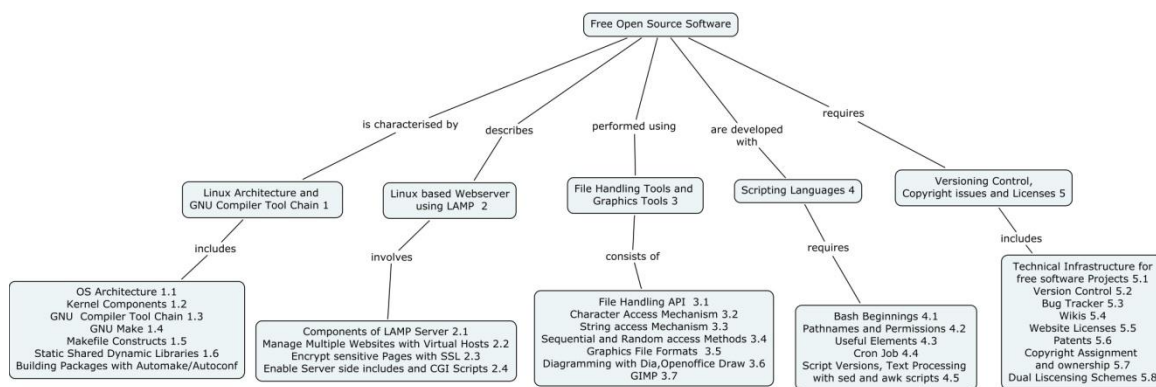 Free Open Source Software
is characterised by
describes
performed using
are developed
with
requires
Linux Architecture and
GNU Compiler Tool Chain 1
Linux based Webserver
using LAMP 2
File Handling Tools and
Graphics Tools 3
Scripting Languages 4
Versioning Control,
Copyright issues and Licenses 5
includes
involves
consists of
requires
includes
OS Architecture 1.1
Kernel Components 1.2
GNU Compiler Tool Chain 1.3
GNU Make 1.4
Makefile Constructs 1.5
Static Shared Dynamic Libraries 1.6
Building Packages with Automake/Autoconf
Components of LAMP Server 2.1
Manage Multiple Websites with Virtual Hosts 2.2
Encrypt sensitive Pages with SSL 2.3
Enable Server side includes and CGI Scripts 2.4
File Handling API 3.1
Character Access Mechanism 3.2
String access Mechanism 3.3
Sequential and Random access Methods 3.4
Graphics File Formats 3.5
Diagramming with Dia,Openoffice Draw 3.6
GIMP 3.7
Bash Beginnings 4.1
Pathnames and Permissions 4.2
Useful Elements 4.3
Cron Job 4.4
Script Versions, Text Processing
with sed and awk scripts 4.5
Technical Infrastructure for
free software Projects 5.1
Version Control 5.2
Bug Tracker 5.3
Wikis 5.4
Website Licenses 5.5
Patents 5.6
Copyright Assignment
and ownership 5.7
Dual Liscensing Schemes 5.8